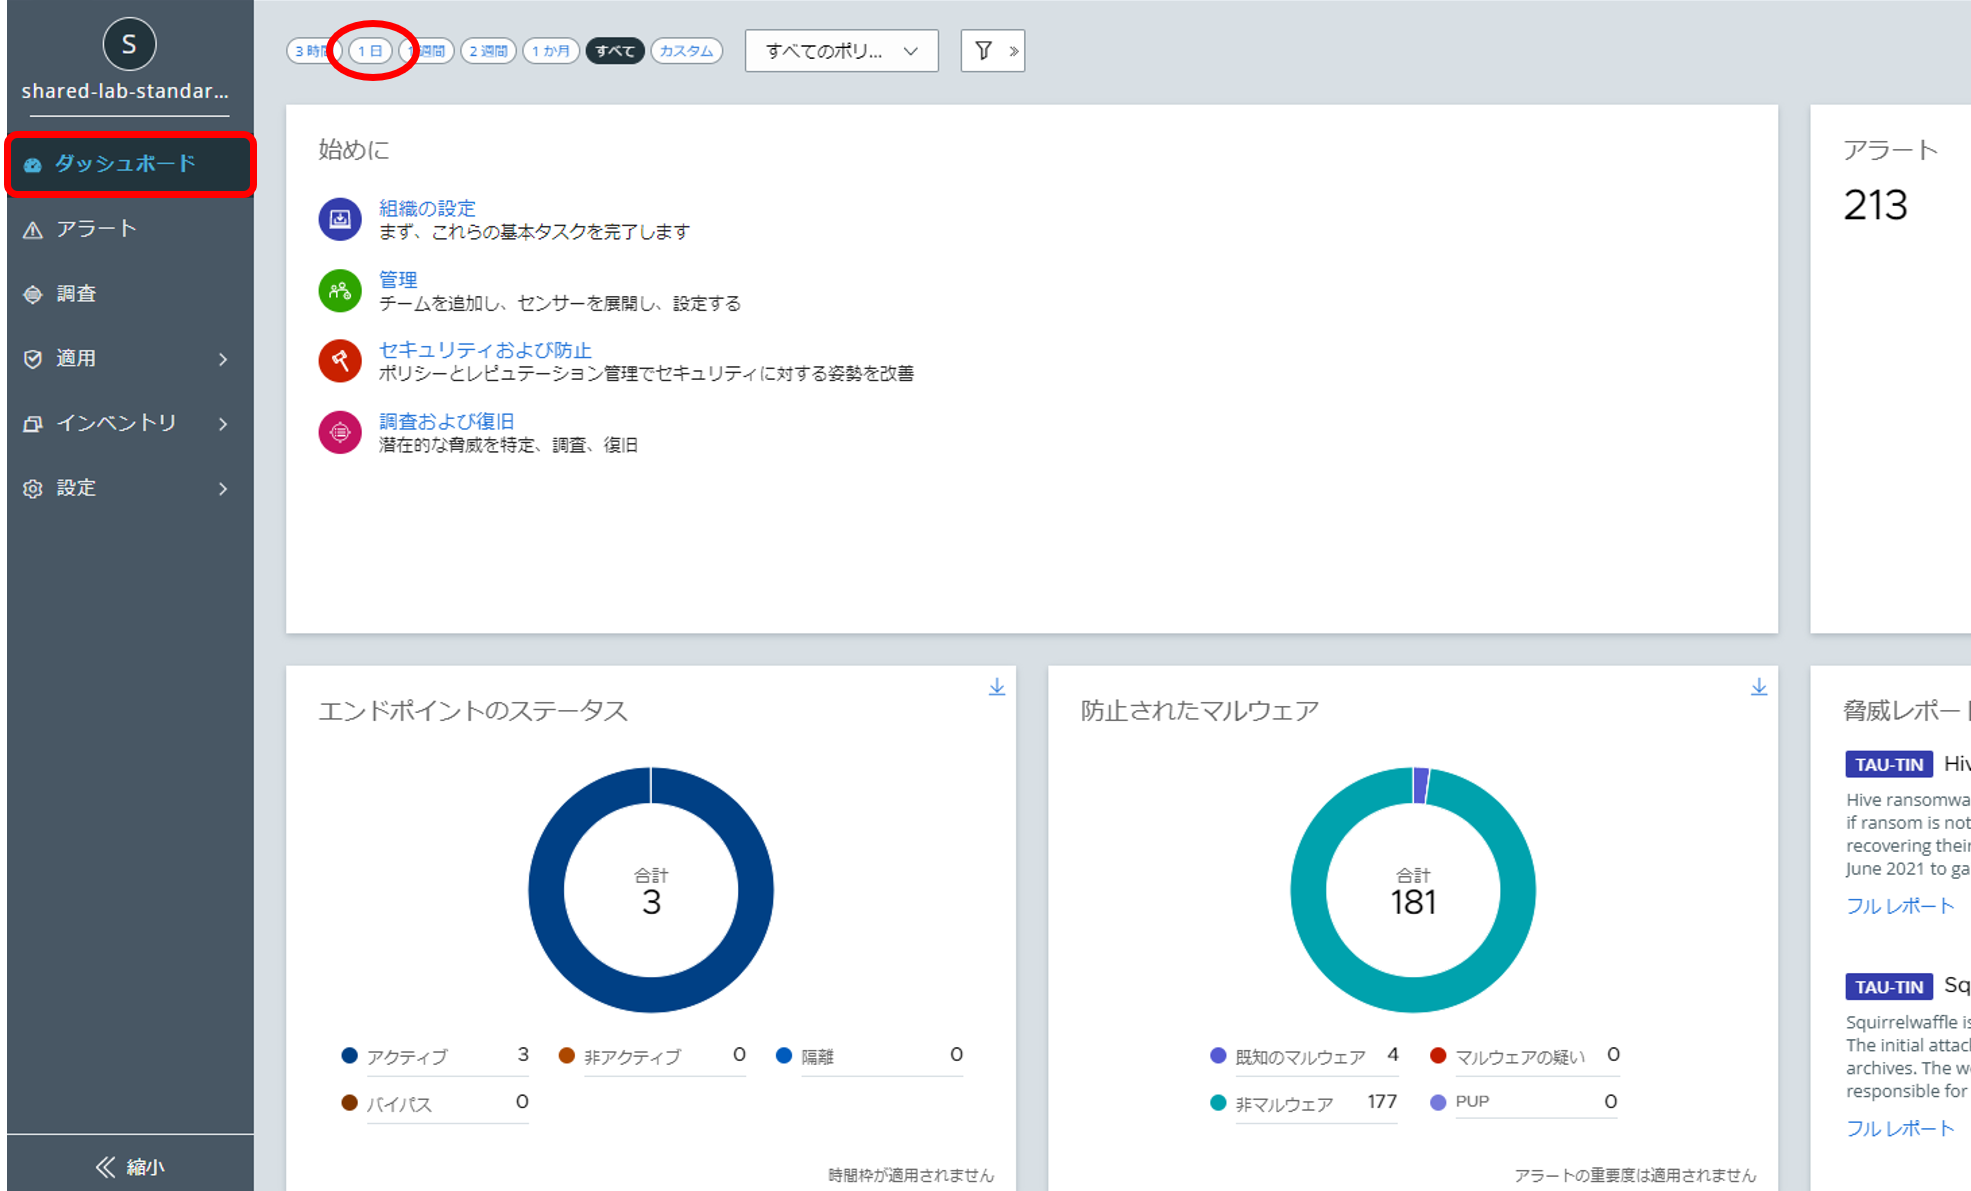 S
shared-lab-standar...
ダッシュボード
アラート
調査
適用
インベントリ
設定
縮小
3 時間 1 日 1 週間 2 週間 1 か月 すべて カスタム すべてのポリ...
始めに
組織の設定
まず、これらの基本タスクを完了します
管理
チームを追加し、センサーを展開し、設定する
セキュリティおよび防止
ポリシーとレピュテーション管理でセキュリティに対する姿勢を改善
調査および復旧
潜在的な脅威を特定、調査、復旧
アラート
213
エンドポイントのステータス
合計
3
アクティブ 3 非アクティブ 0 隔離 0
バイパス 0
時間枠が適用されません
防止されたマルウェア
合計
181
既知のマルウェア 4 マルウェアの疑い 0
非マルウェア 177 PUP 0
アラートの重要度は適用されません
脅威レポート
TAU-TIN Hiv
Hive ransomwa
if ransom is not
recovering their
June 2021 to ga
フル レポート
TAU-TIN Sq
Squirrelwaffle is
The initial attac
archives. The w
responsible for
フル レポート